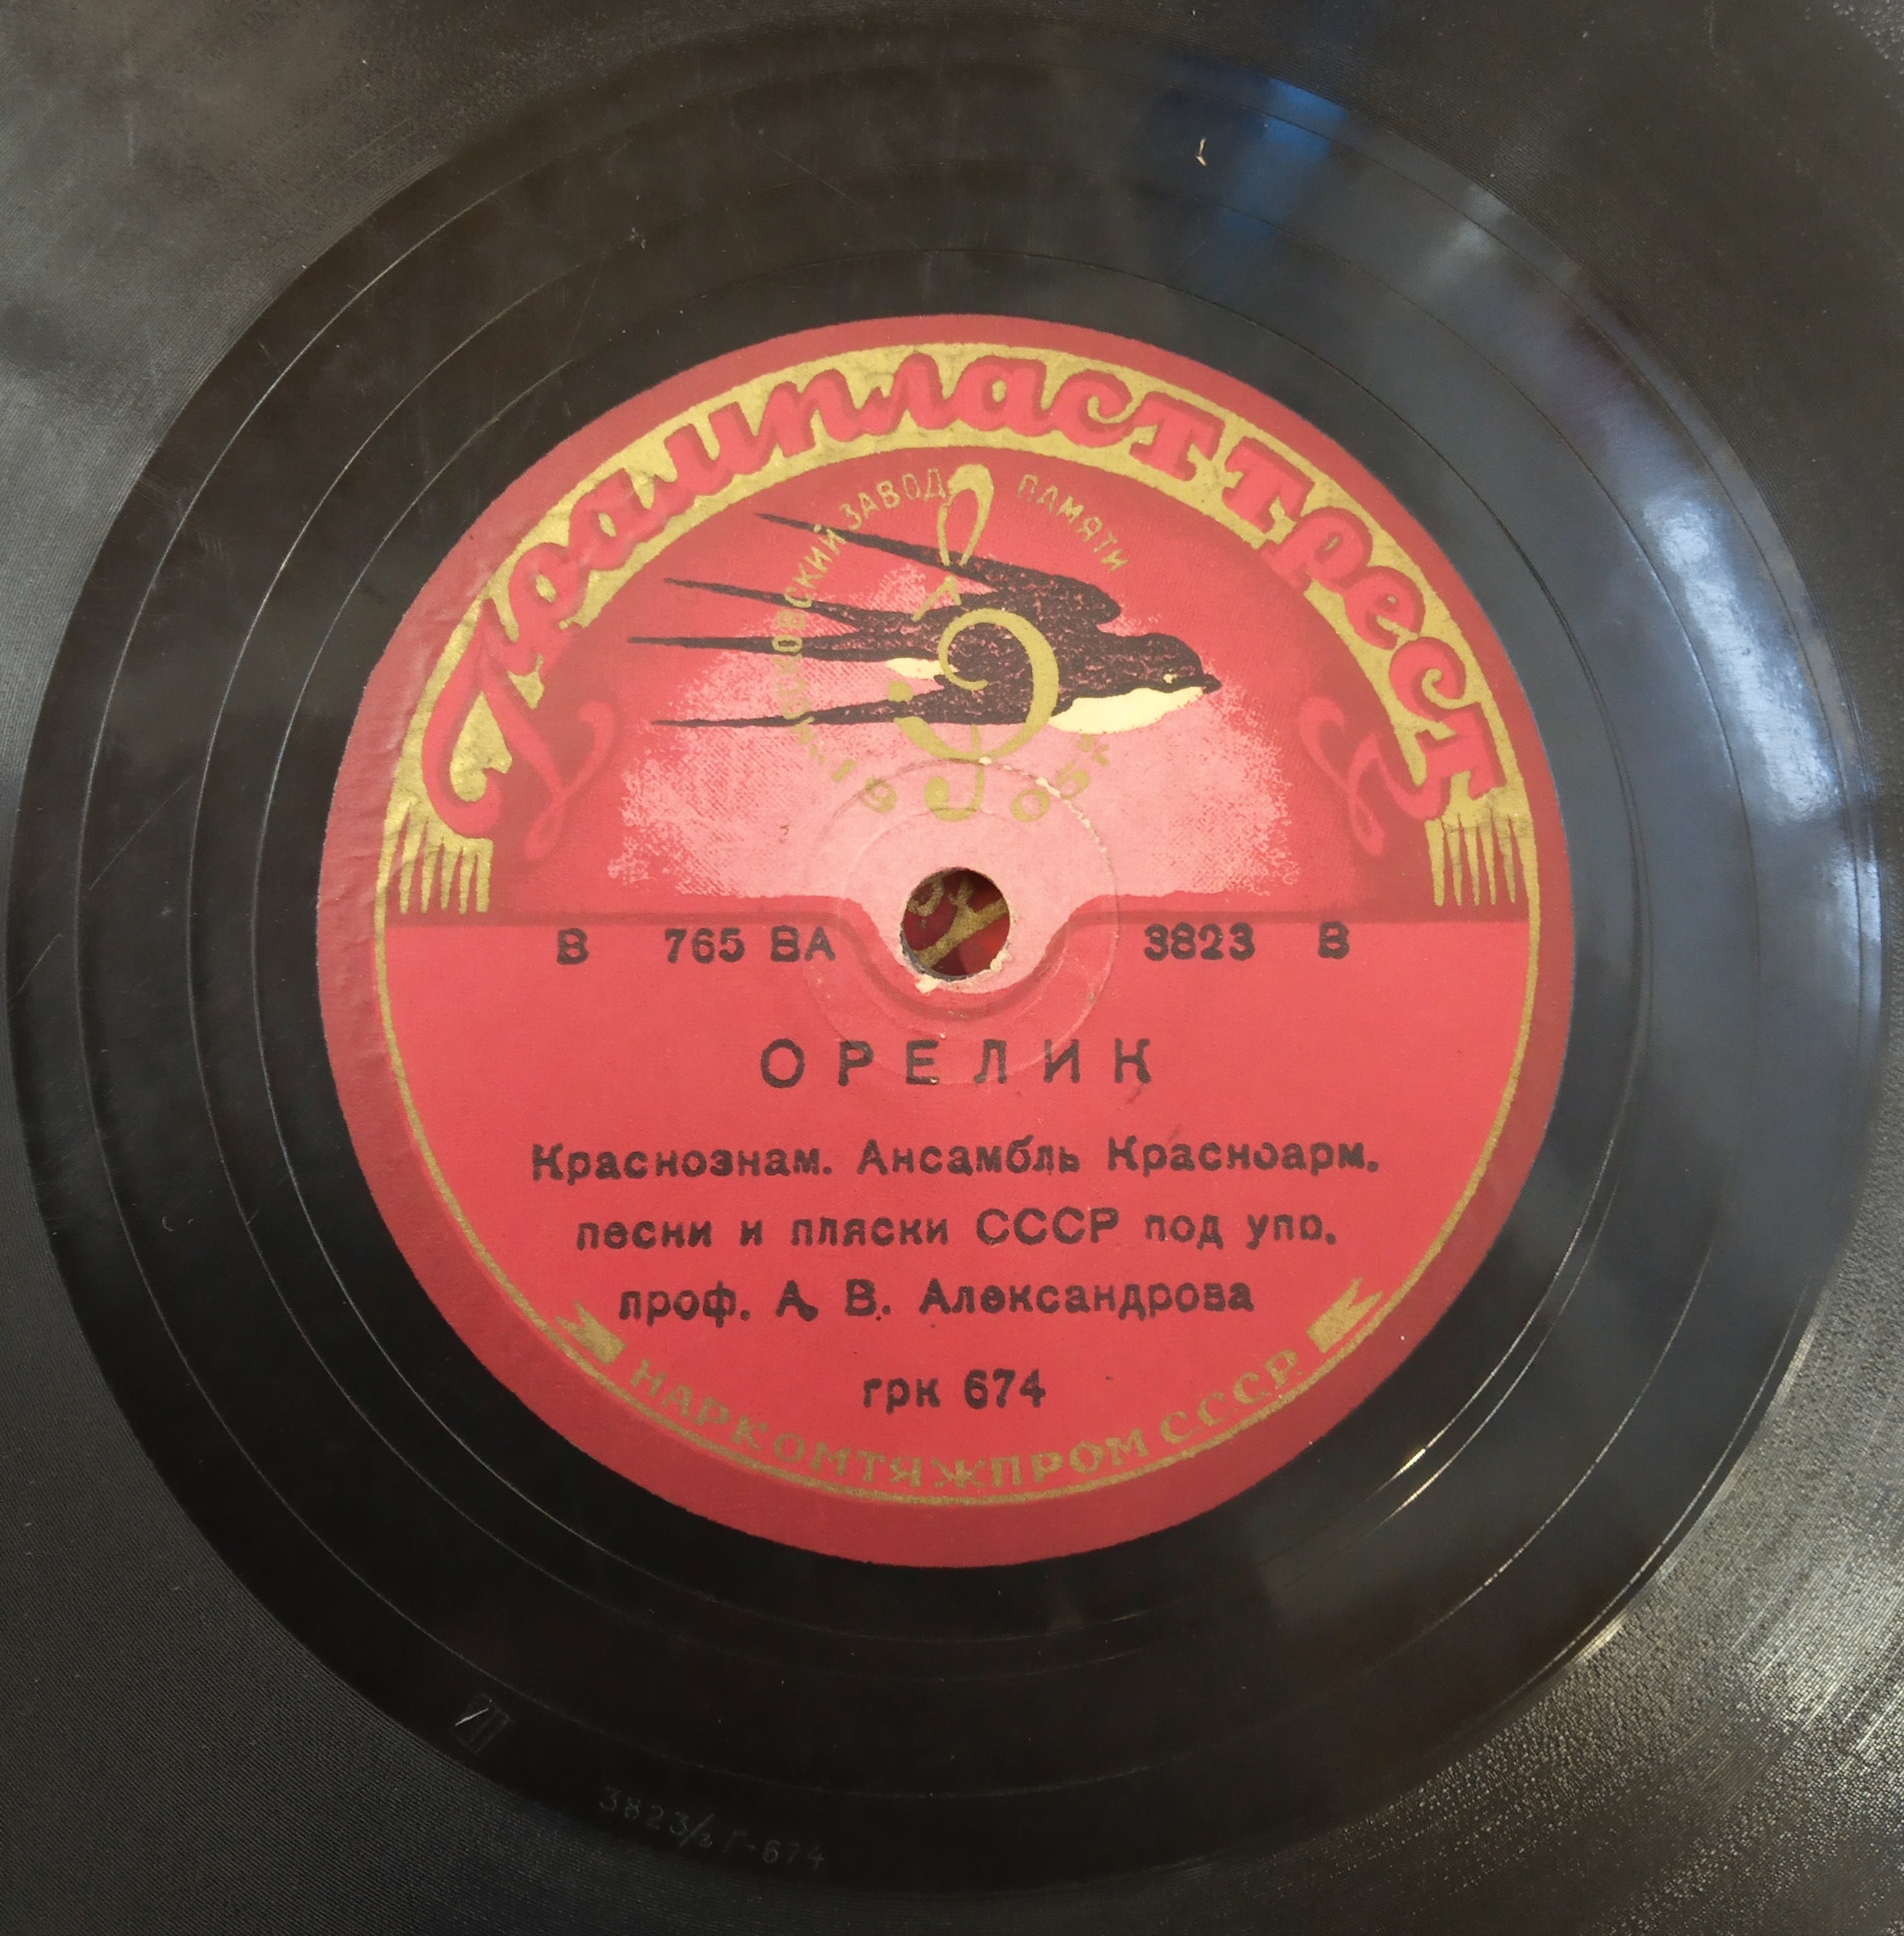 Грампласттрест
НОГИНСКИЙ ЗАВОД ПАМЯТИ
1905 г.
В 765 ВА 3823 В
ОРЕЛИК
Краснознам. Ансамбль Красноарм.
песни и пляски СССР под упр.
проф. А. В. Александрова
грк 674
НАРКОМТЯЖПРОМ СССР
3823/2 Г-674